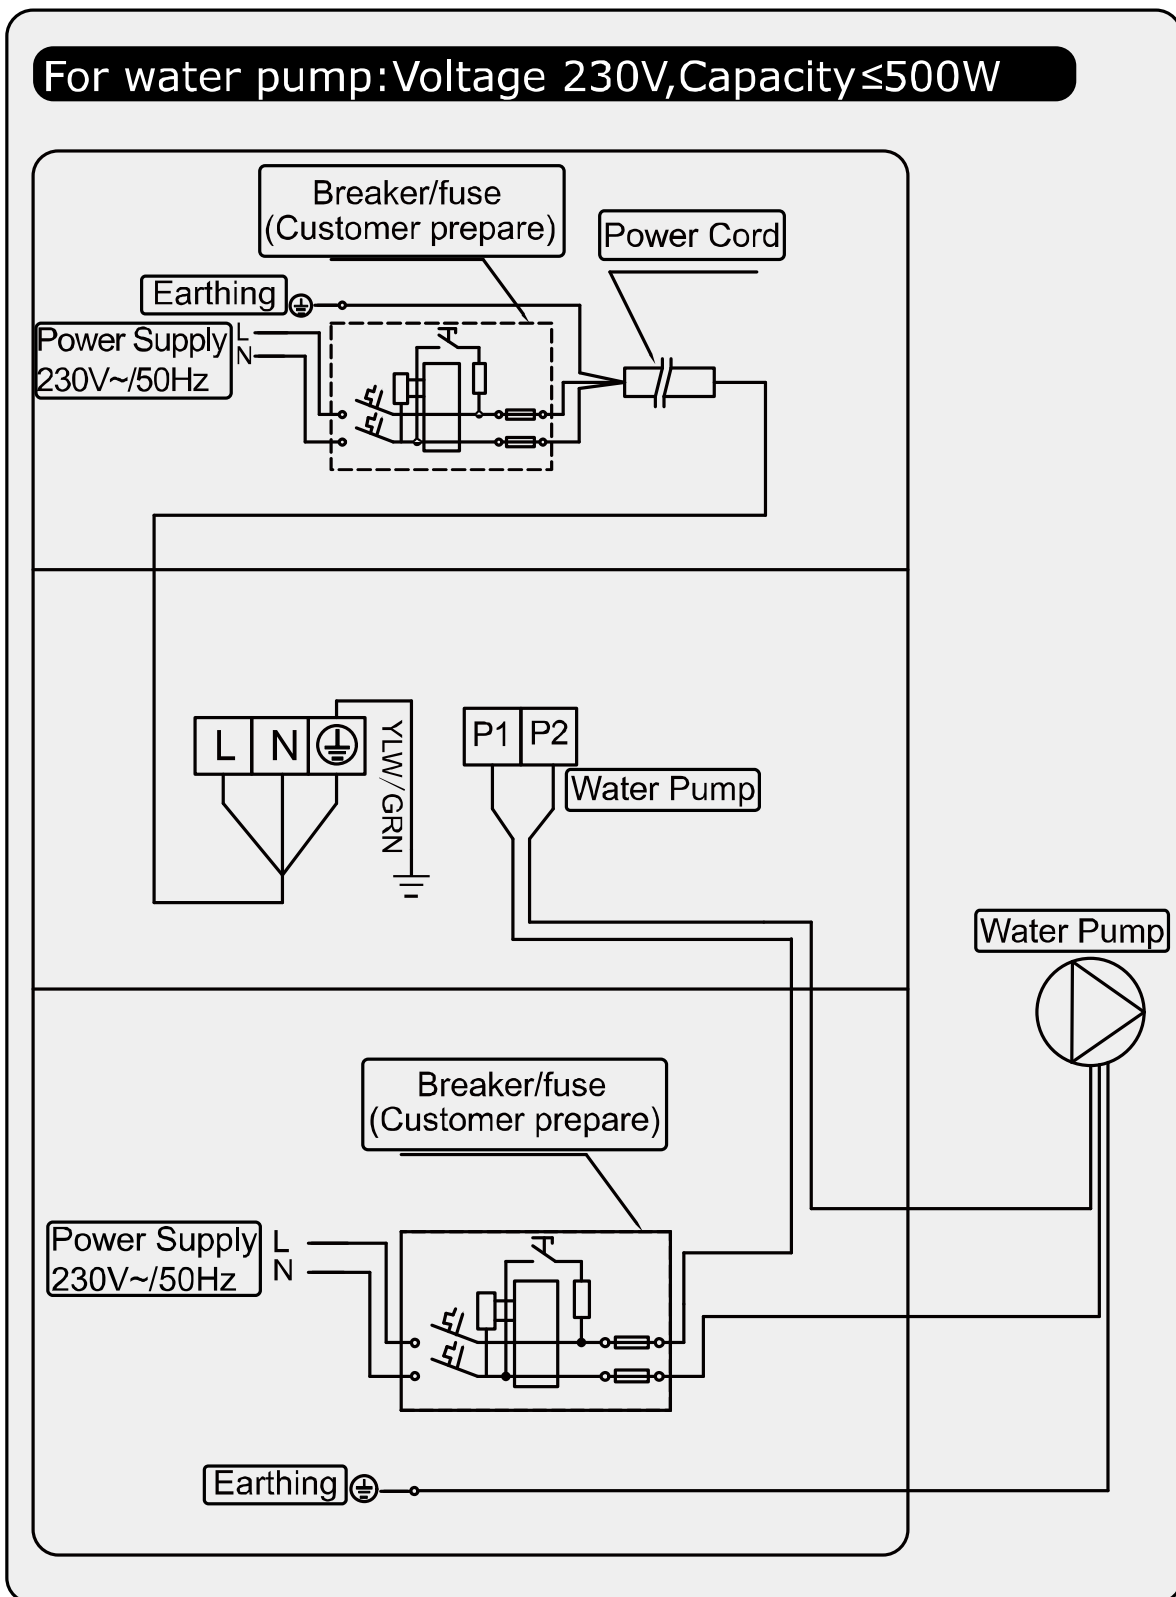 For water pump:Voltage 230V,Capacity≤500W
Breaker/fuse
(Customer prepare)
Power Cord
Earthing
Power Supply
230V~/50Hz
L
N
L
N
YLW/GRN
P1
P2
Water Pump
Water Pump
Breaker/fuse
(Customer prepare)
Power Supply
230V~/50Hz
L
N
Earthing